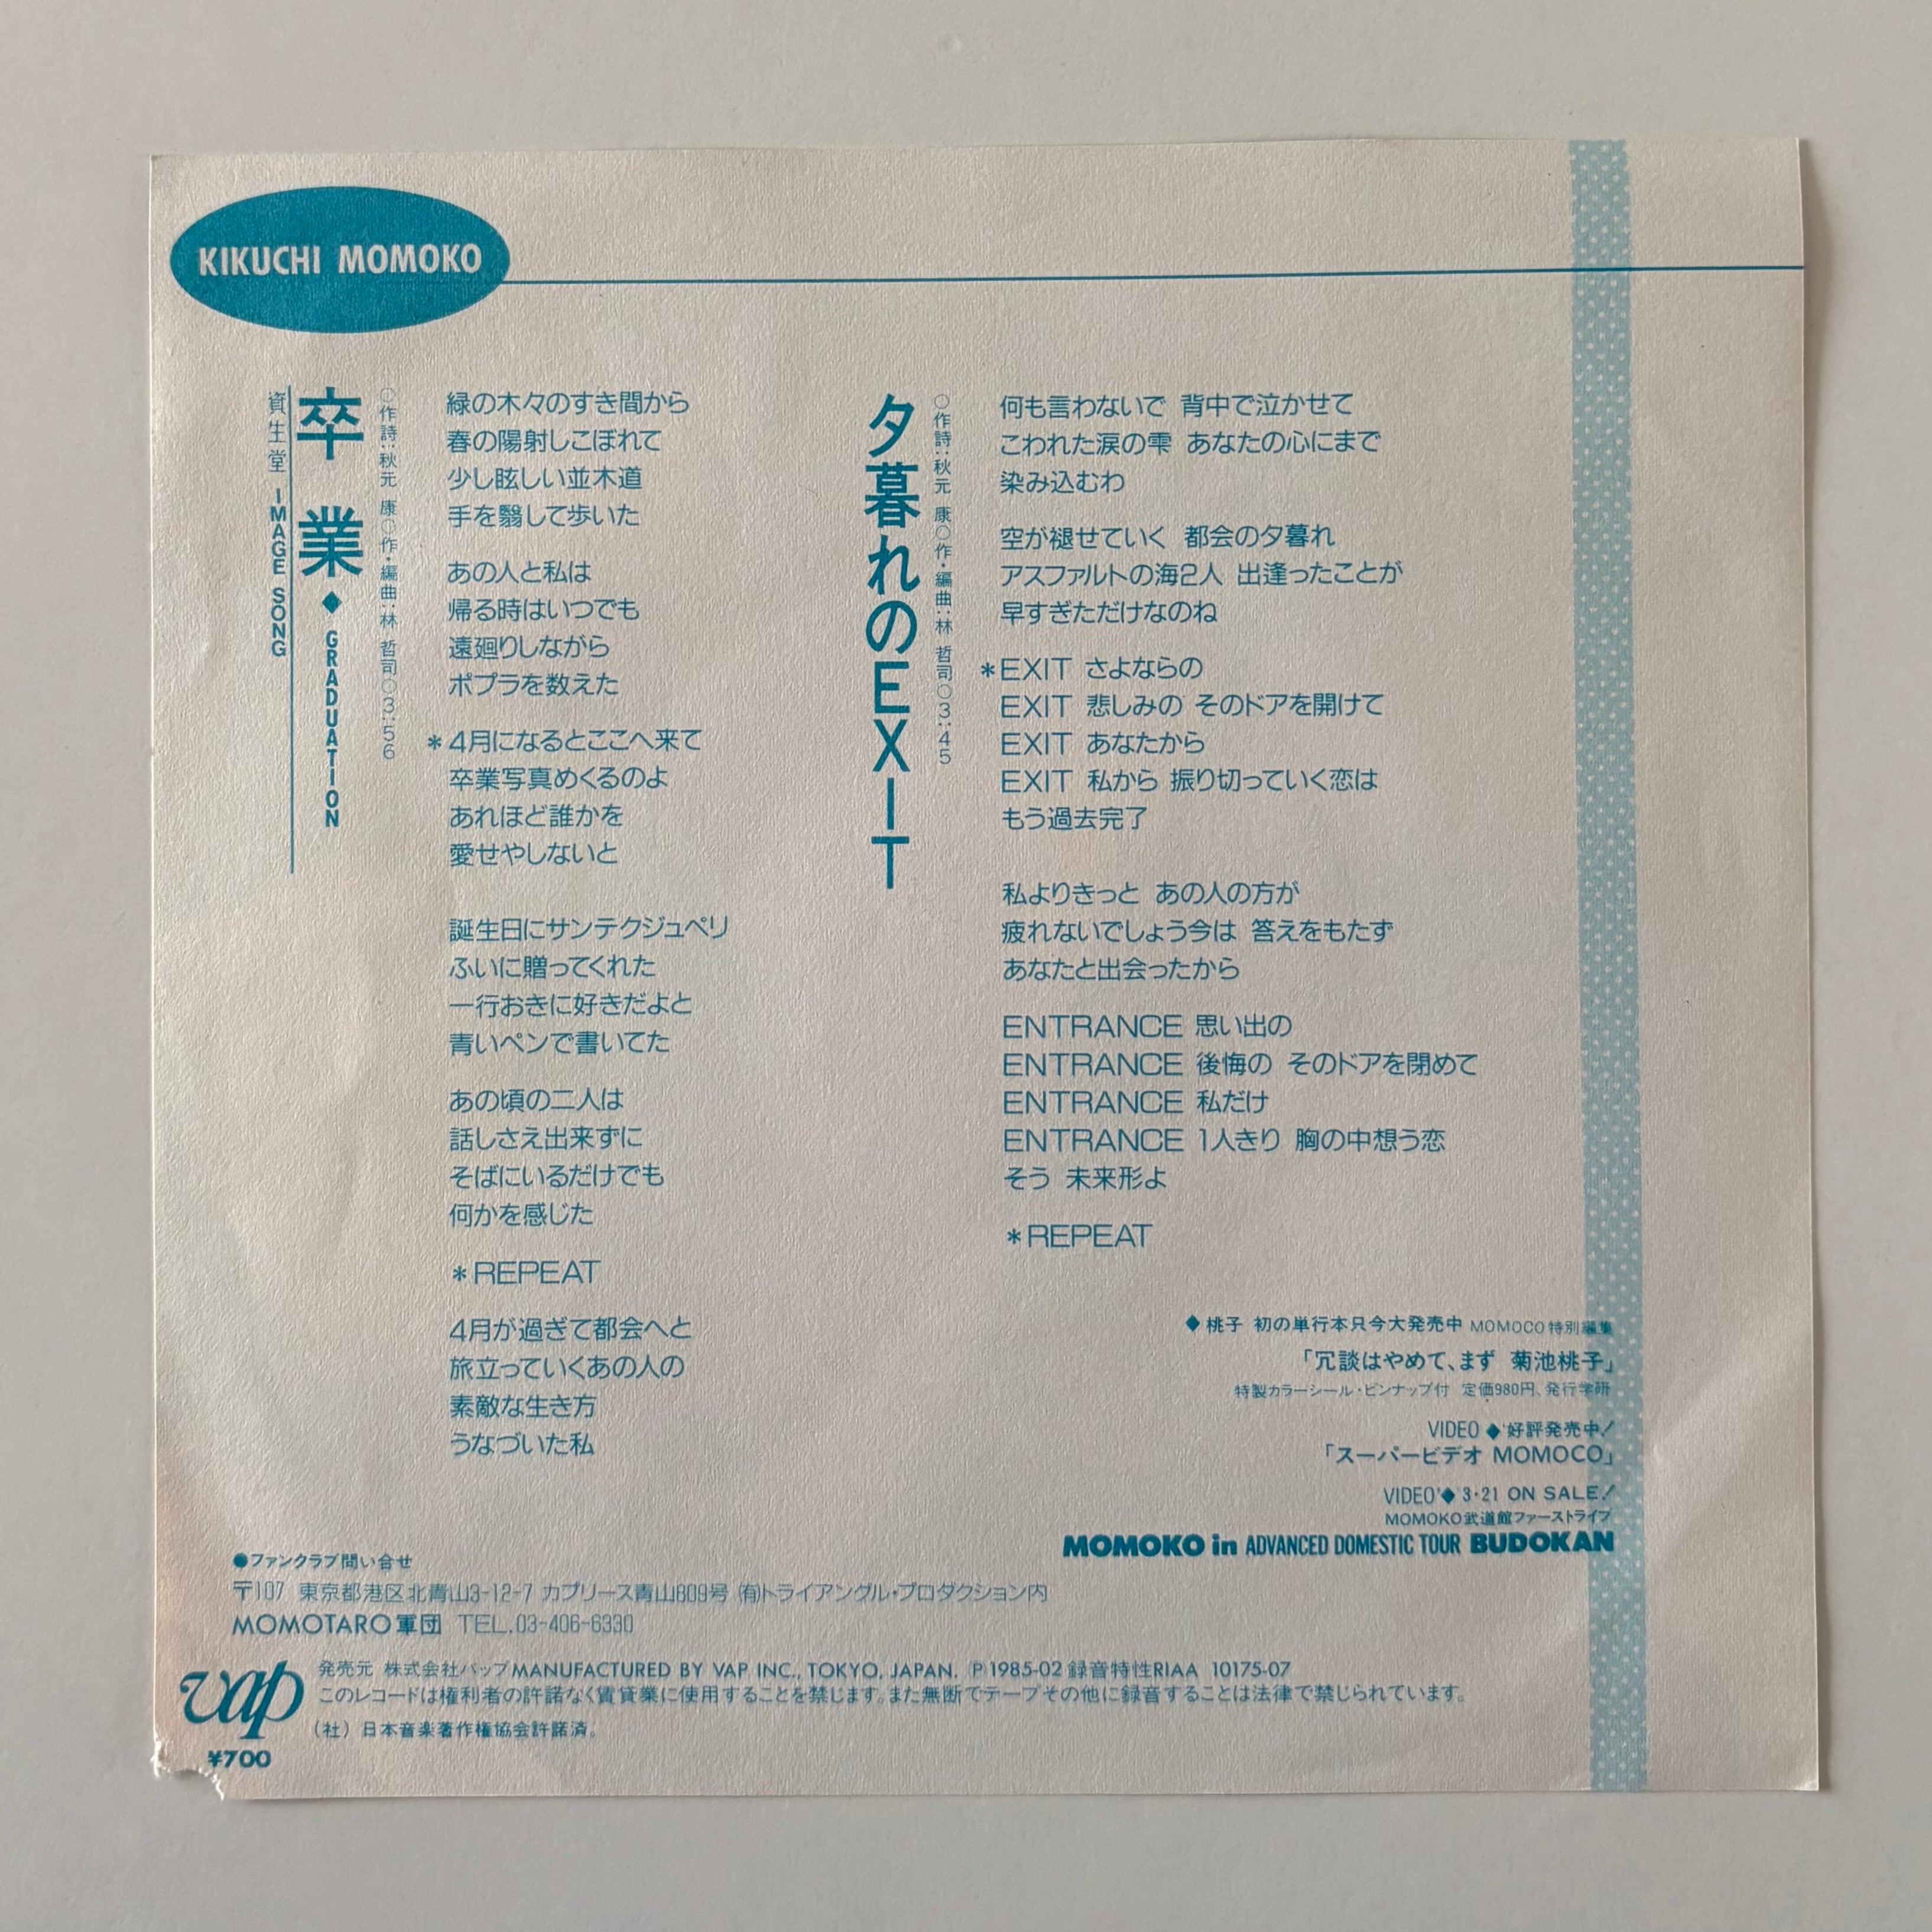 KIKUCHI MOMOKO
卒業◆GRADUATION
資生堂 IMAGE SONG
○作詩:秋元 康○作・編曲:林 哲司○3:56
緑の木々のすき間から
春の陽射しこぼれて
少し眩しい並木道
手を翳して歩いた
あの人と私は
帰る時はいつでも
遠廻りしながら
ポプラを数えた
*4月になるとここへ来て
卒業写真めくるのよ
あれほど誰かを
愛せやしないと
誕生日にサンテクジュペリ
ふいに贈ってくれた
一行おきに好きだよと
青いペンで書いてた
あの頃の二人は
話しさえ出来ずに
そばにいるだけでも
何かを感じた
*REPEAT
4月が過ぎて都会へと
旅立っていくあの人の
素敵な生き方
うなづいた私
夕暮れのEXIT
○作詩:秋元 康○作・編曲:林 哲司○3:45
何も言わないで 背中で泣かせて
こわれた涙の雫 あなたの心にまで
染み込むわ
空が褪せていく 都会の夕暮れ
アスファルトの海2人 出逢ったことが
早すぎただけなのね
*EXIT さよならの
EXIT 悲しみの そのドアを開けて
EXIT あなたから
EXIT 私から 振り切っていく恋は
もう過去完了
私よりきっと あの人の方が
疲れないでしょう今は 答えをもたず
あなたと出会ったから
ENTRANCE 思い出の
ENTRANCE 後悔の そのドアを閉めて
ENTRANCE 私だけ
ENTRANCE 1人きり 胸の中想う恋
そう 未来形よ
*REPEAT
◆桃子 初の単行本只今大発売中 MOMOCO特別編集
「冗談はやめて、まず 菊池桃子」
特製カラーシール・ピンナップ付 定価980円、発行学研
VIDEO◆好評発売中!
「スーパービデオ MOMOCO」
VIDEO◆3・21 ON SALE!
MOMOKO武道館ファーストライブ
MOMOKO in ADVANCED DOMESTIC TOUR BUDOKAN
●ファンクラブ問い合せ
〒107 東京都港区北青山3-12-7 カプリース青山809号 (有)トライアングル・プロダクション内
MOMOTARO軍団 TEL.03-406-6330
vap
発売元 株式会社バップMANUFACTURED BY VAP INC., TOKYO, JAPAN. Ⓟ1985-02 録音特性RIAA 10175-07
このレコードは権利者の許諾なく賃貸業に使用することを禁じます。また無断でテープその他に録音することは法律で禁じられています。
(社)日本音楽著作権協会許諾済。
¥700